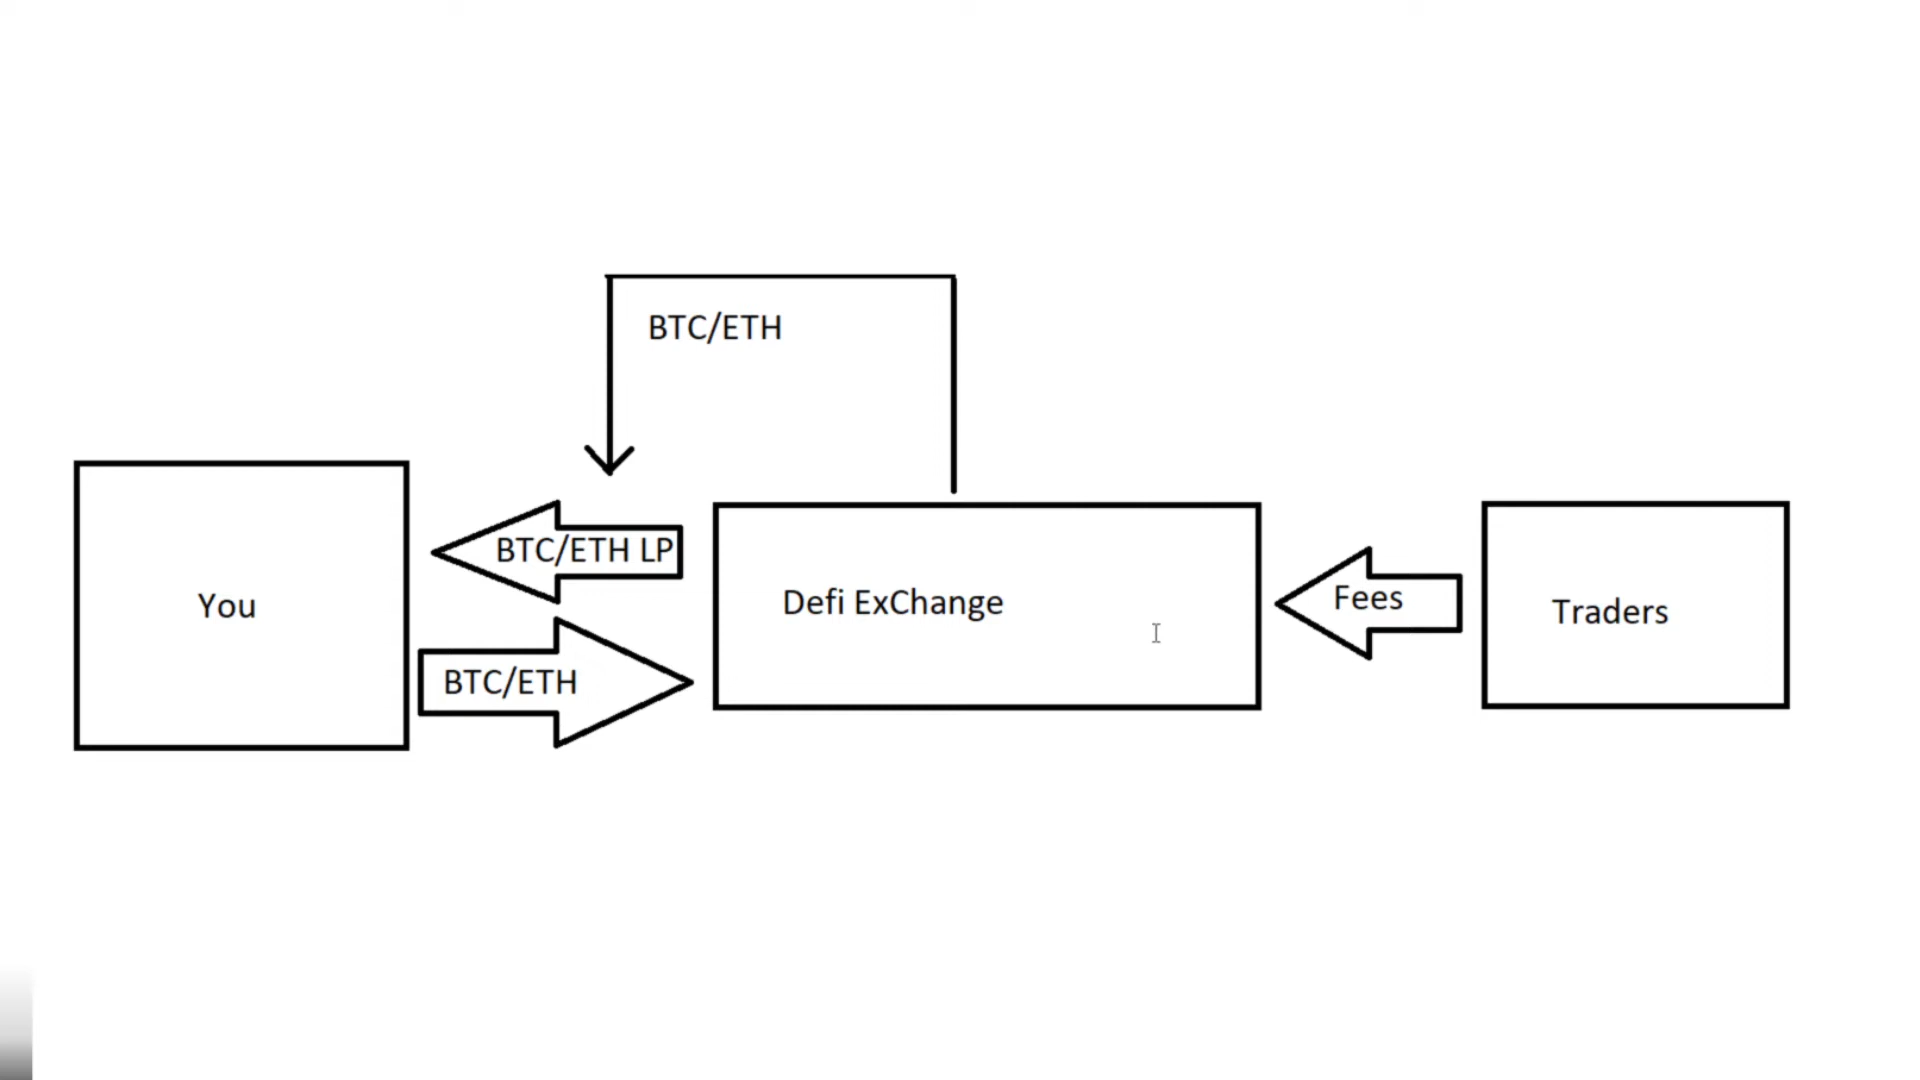 BTC/ETH
BTC/ETH LP
You
Defi ExChange
Fees
Traders
BTC/ETH